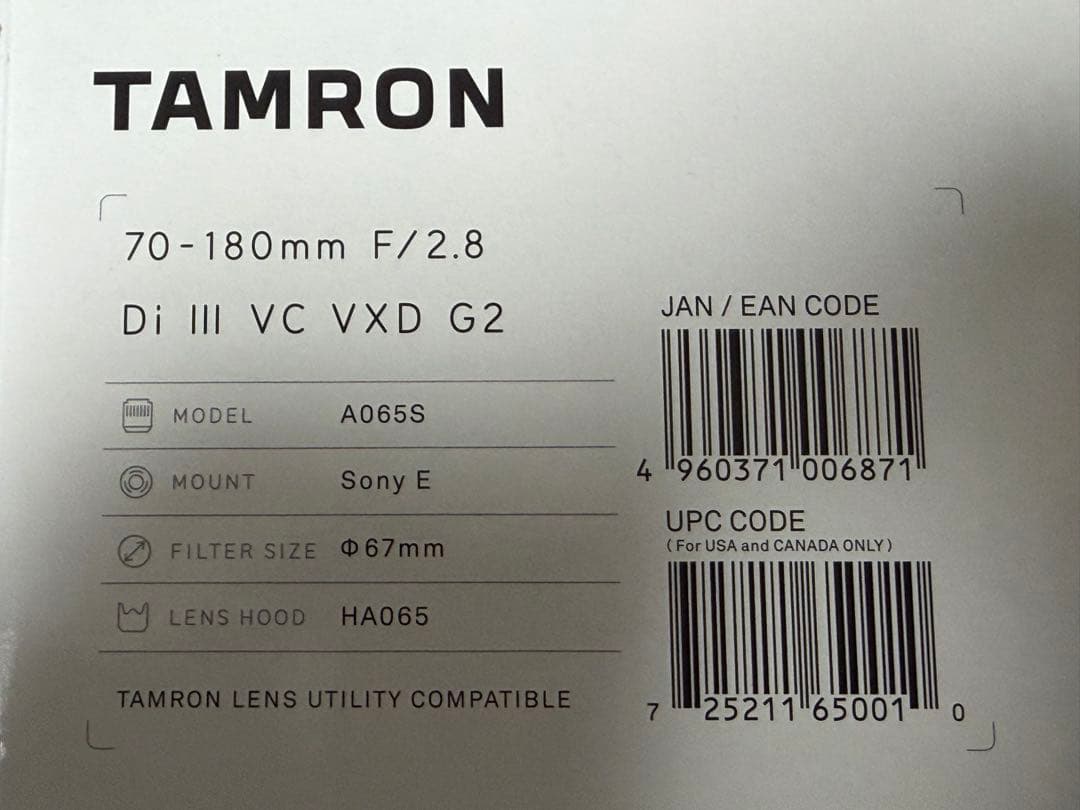 TAMRON
70-180mm F/2.8
Di III VC VXD G2
MODEL A065S
MOUNT Sony E
FILTER SIZE Φ67mm
LENS HOOD HA065
TAMRON LENS UTILITY COMPATIBLE
JAN / EAN CODE
4 960371 006871
UPC CODE
(For USA and CANADA ONLY)
7 25211 65001 0